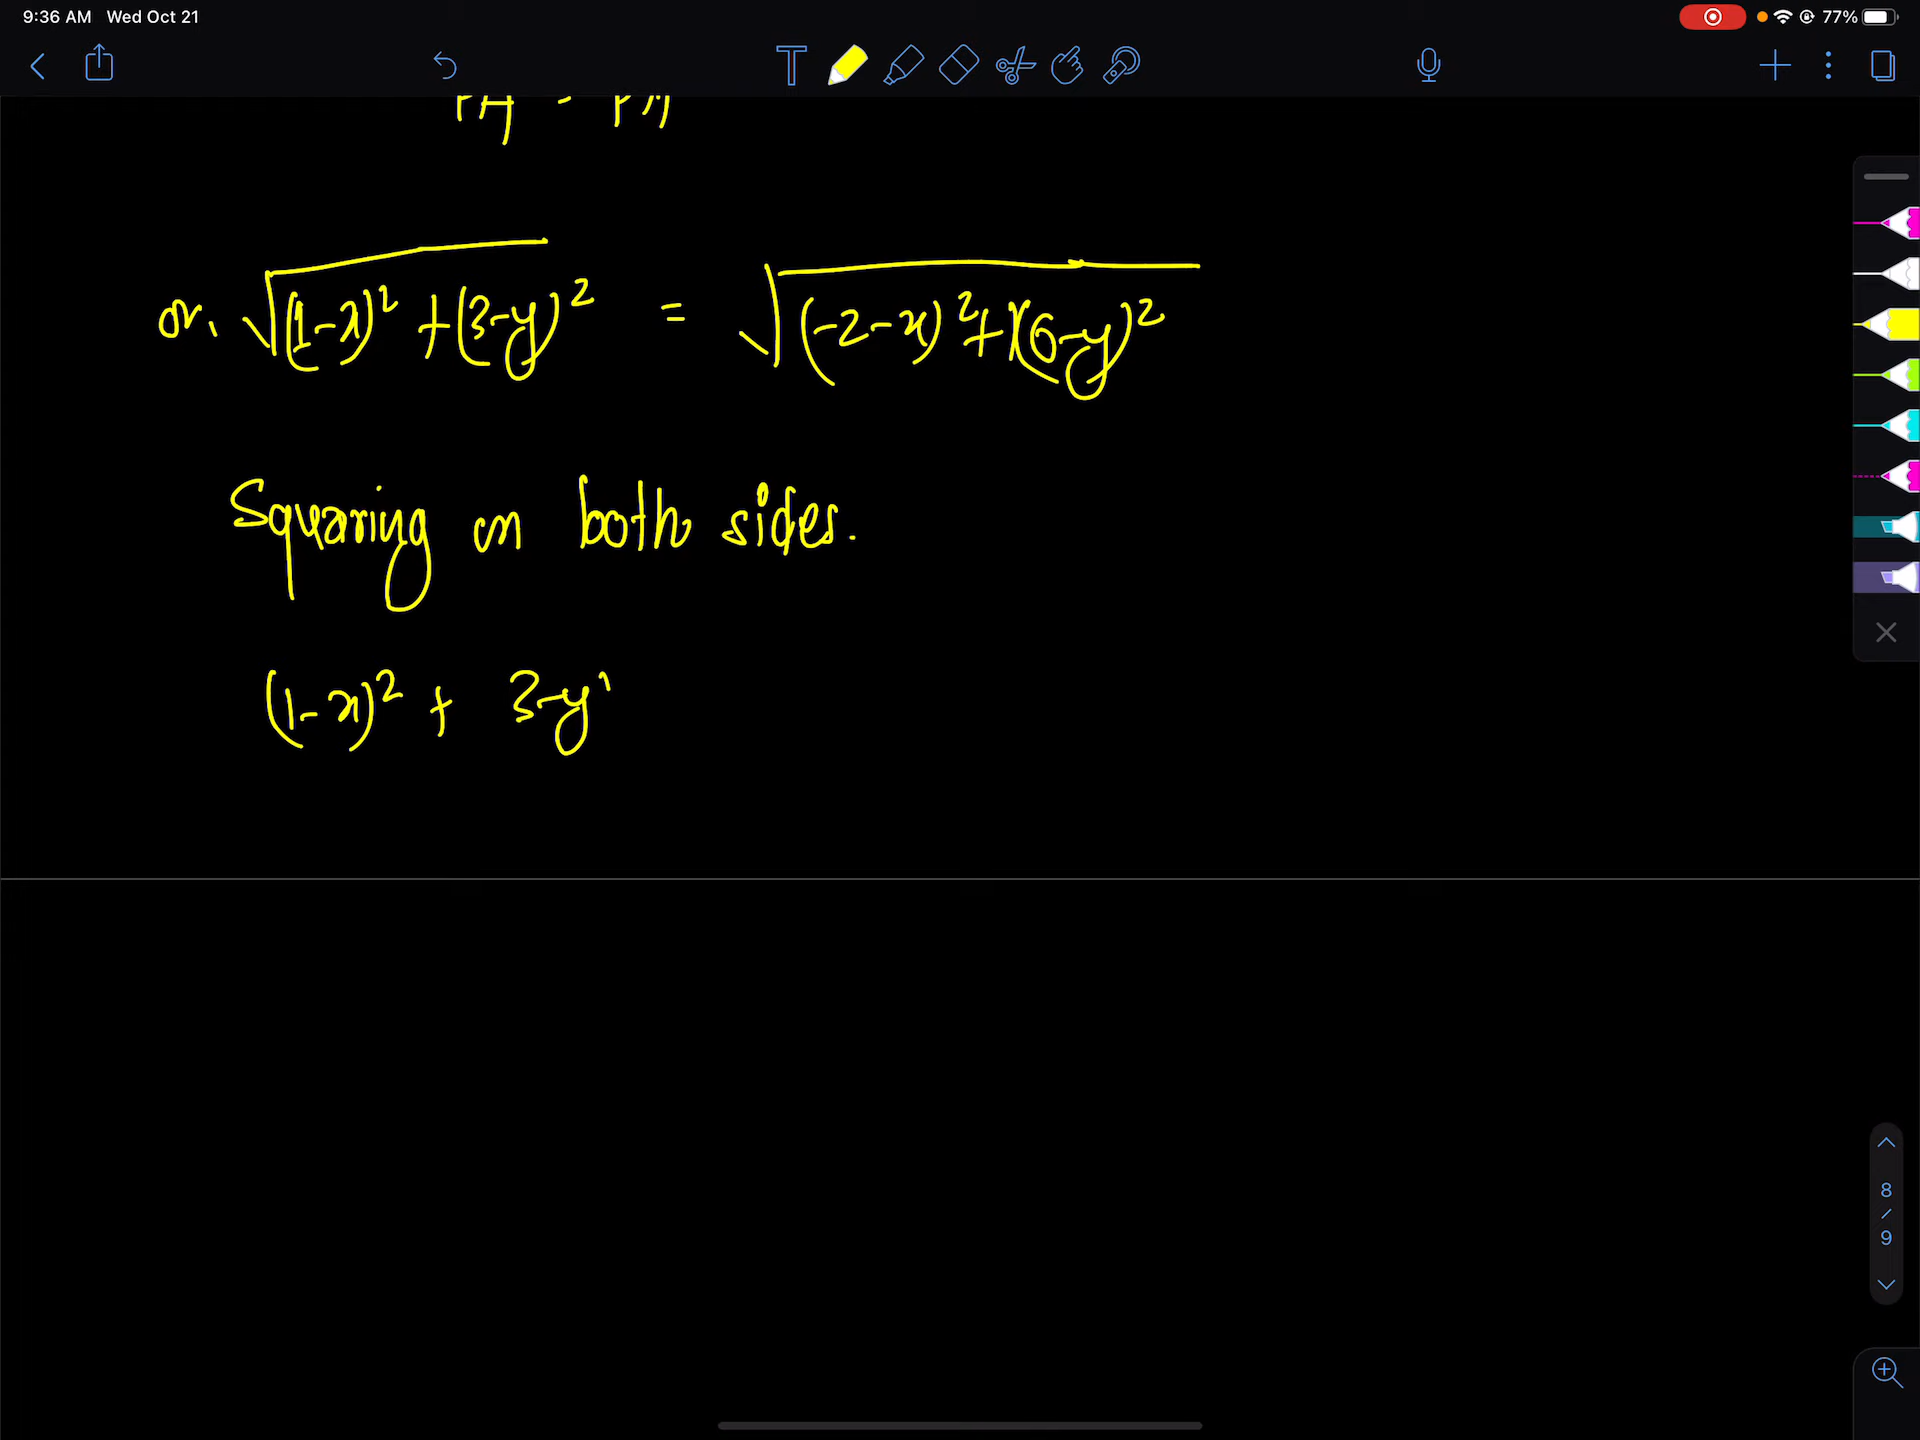 9:36 AM Wed Oct 21
77%
or, √(1-x)² + (3-y)² = √(-2-x)² + (6-y)²
Squaring on both sides.
(1-x)² + 3-y
8
/
9